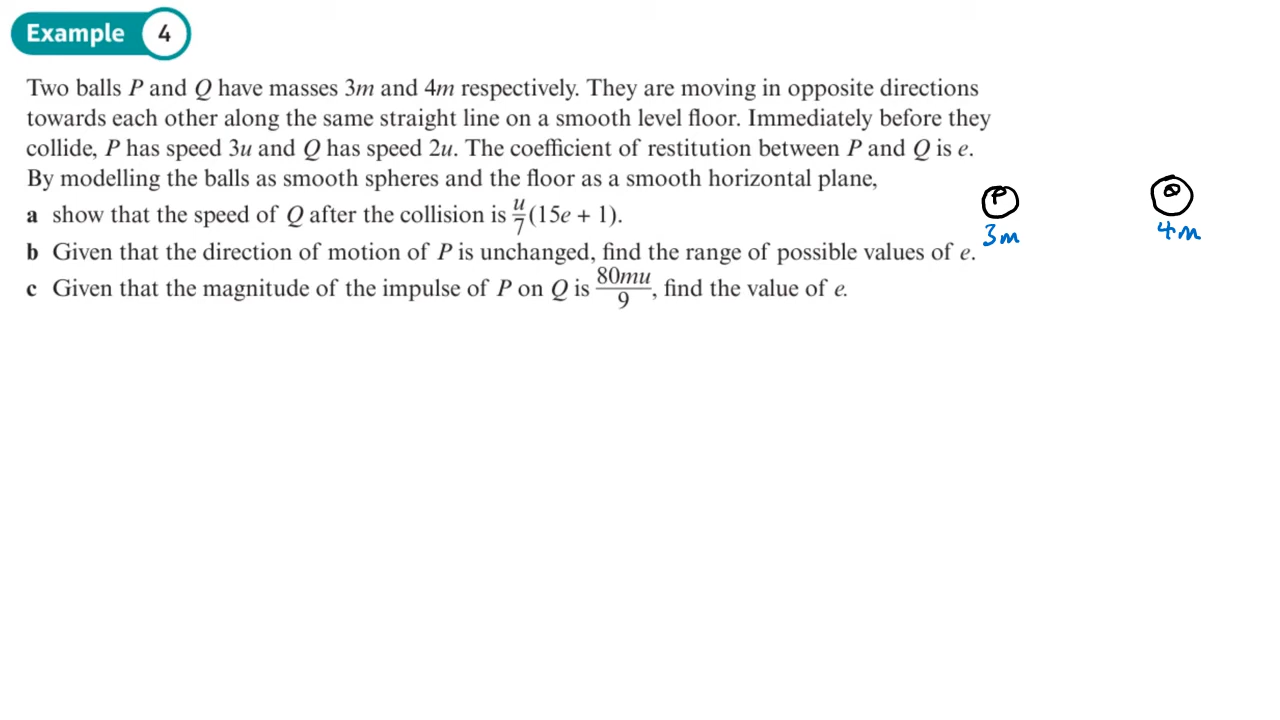 Example 4
Two balls P and Q have masses 3m and 4m respectively. They are moving in opposite directions
towards each other along the same straight line on a smooth level floor. Immediately before they
collide, P has speed 3u and Q has speed 2u. The coefficient of restitution between P and Q is e.
By modelling the balls as smooth spheres and the floor as a smooth horizontal plane,
a show that the speed of Q after the collision is u/7(15e + 1).
b Given that the direction of motion of P is unchanged, find the range of possible values of e.
c Given that the magnitude of the impulse of P on Q is 80mu/9, find the value of e.
P Q
3m 4m